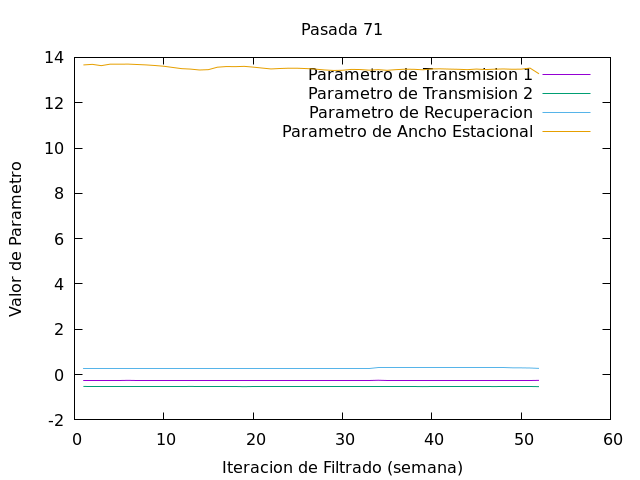 Pasada 71
Valor de Parametro
14
12
10
8
6
4
2
0
-2
Parametro de Transmision 1
Parametro de Transmision 2
Parametro de Recuperacion
Parametro de Ancho Estacional
0 10 20 30 40 50 60
Iteracion de Filtrado (semana)